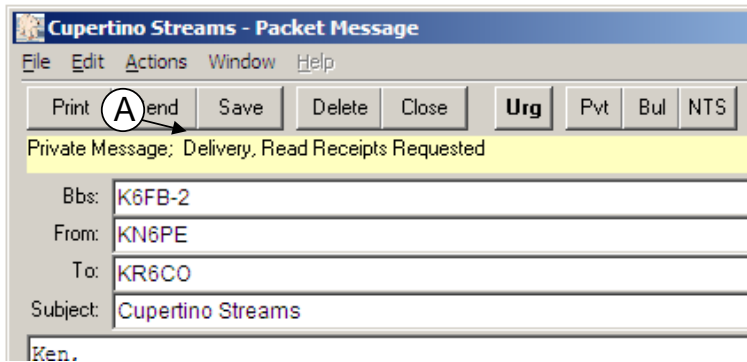 Cupertino Streams - Packet Message
File Edit Actions Window Help
Print A end Save Delete Close Urg Pvt Bul NTS
Private Message; Delivery, Read Receipts Requested
Bbs: K6FB-2
From: KN6PE
To: KR6CO
Subject: Cupertino Streams
Ken,